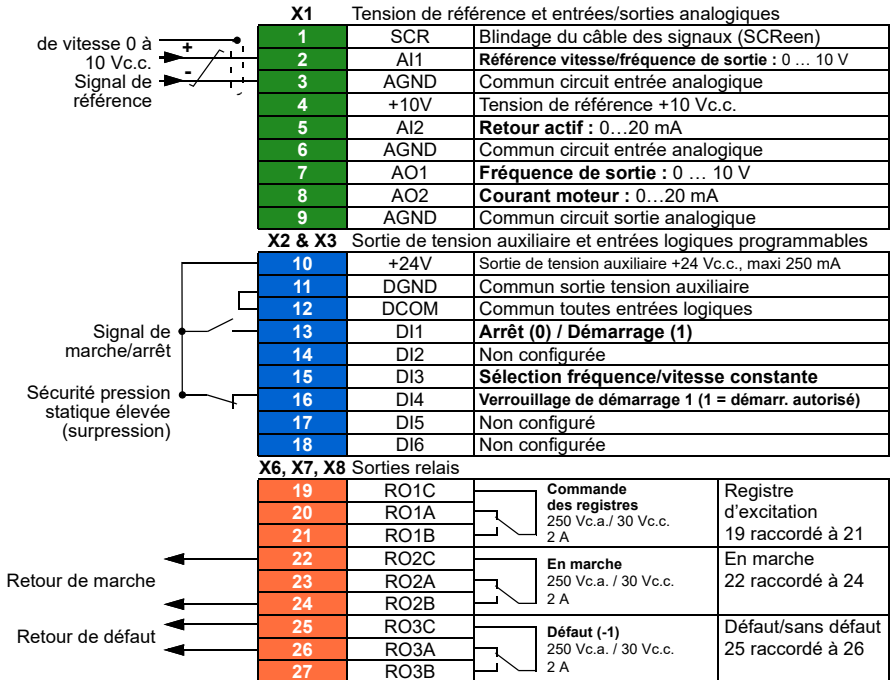 X1 Tension de référence et entrées/sorties analogiques
de vitesse 0 à
10 Vc.c.
Signal de
référence
+
-
1 SCR Blindage du câble des signaux (SCReen)
2 AI1 Référence vitesse/fréquence de sortie : 0 … 10 V
3 AGND Commun circuit entrée analogique
4 +10V Tension de référence +10 Vc.c.
5 AI2 Retour actif : 0…20 mA
6 AGND Commun circuit entrée analogique
7 AO1 Fréquence de sortie : 0 … 10 V
8 AO2 Courant moteur : 0…20 mA
9 AGND Commun circuit sortie analogique
X2 & X3 Sortie de tension auxiliaire et entrées logiques programmables
10 +24V Sortie de tension auxiliaire +24 Vc.c., maxi 250 mA
11 DGND Commun sortie tension auxiliaire
12 DCOM Commun toutes entrées logiques
13 DI1 Arrêt (0) / Démarrage (1)
14 DI2 Non configurée
15 DI3 Sélection fréquence/vitesse constante
16 DI4 Verrouillage de démarrage 1 (1 = démarr. autorisé)
17 DI5 Non configuré
18 DI6 Non configurée
Signal de
marche/arrêt
Sécurité pression
statique élevée
(surpression)
X6, X7, X8 Sorties relais
19 RO1C
20 RO1A
21 RO1B
Commande
des registres
250 Vc.a./ 30 Vc.c.
2 A
Registre
d’excitation
19 raccordé à 21
22 RO2C
23 RO2A
24 RO2B
Retour de marche
En marche
250 Vc.a. / 30 Vc.c.
2 A
En marche
22 raccordé à 24
25 RO3C
26 RO3A
27 RO3B
Retour de défaut
Défaut (-1)
250 Vc.a. / 30 Vc.c.
2 A
Défaut/sans défaut
25 raccordé à 26